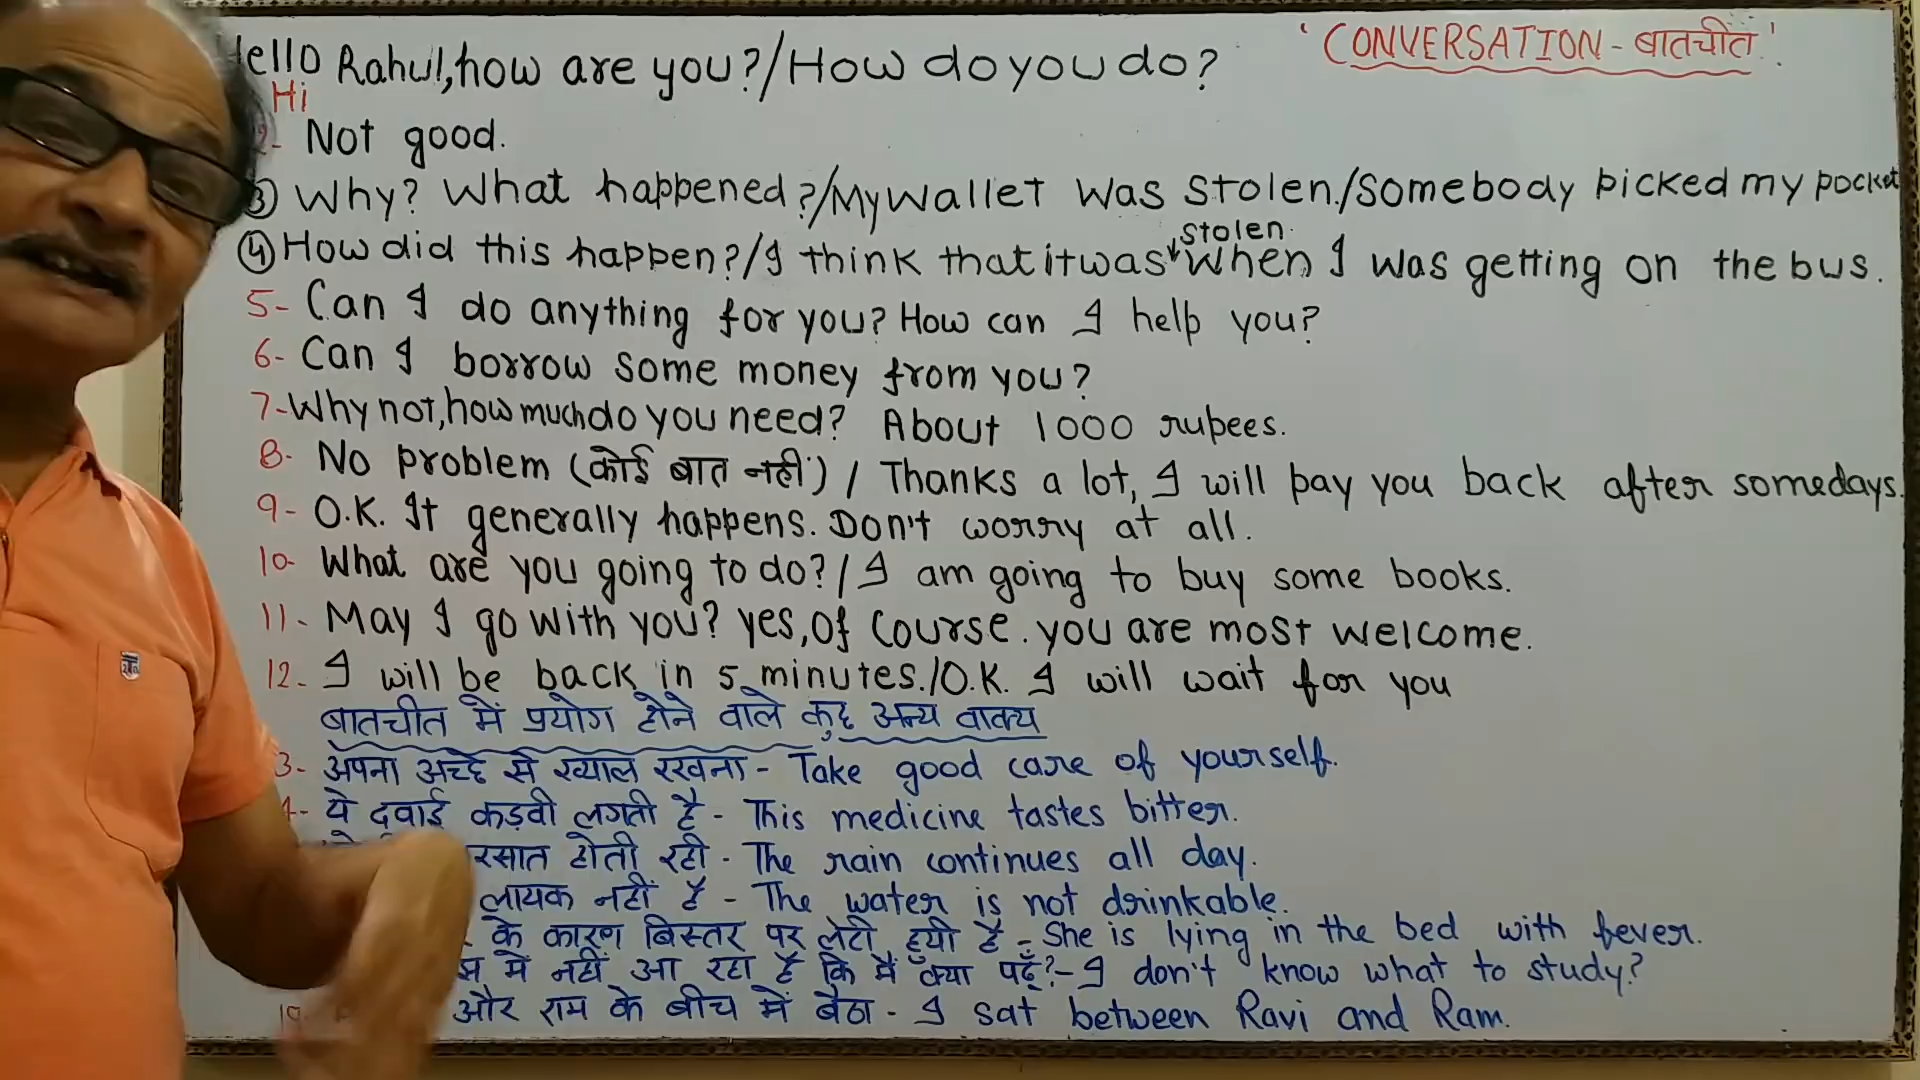 'CONVERSATION - बातचीत'
ello Rahul, how are you?/How do you do?
Hi
2- Not good.
③ Why? What happened?/My wallet was stolen./Somebody picked my pocket
④ How did this happen?/I think that it was stolen when I was getting on the bus.
5- Can I do anything for you? How can I help you?
6- Can I borrow some money from you?
7- Why not, how much do you need? About 1000 rupees.
8- No problem (कोई बात नहीं) / Thanks a lot, I will pay you back after somedays.
9- O.K. It generally happens. Don't worry at all.
10- What are you going to do? / I am going to buy some books.
11- May I go with you? yes, of course. you are most welcome.
12- I will be back in 5 minutes./O.K. I will wait for you
बातचीत में प्रयोग होने वाले कुछ अन्य वाक्य
3- अपना अच्छे से ख्याल रखना - Take good care of yourself.
4- ये दवाई कड़वी लगती है - This medicine tastes bitter.
रसात होती रही - The rain continues all day.
लायक नहीं है - The water is not drinkable.
के कारण बिस्तर पर लेटी हुयी है - She is lying in the bed with fever.
झ में नहीं आ रहा है कि मैं क्या पढूँ? - I don't know what to study?
19- और राम के बीच में बैठा - I sat between Ravi and Ram.